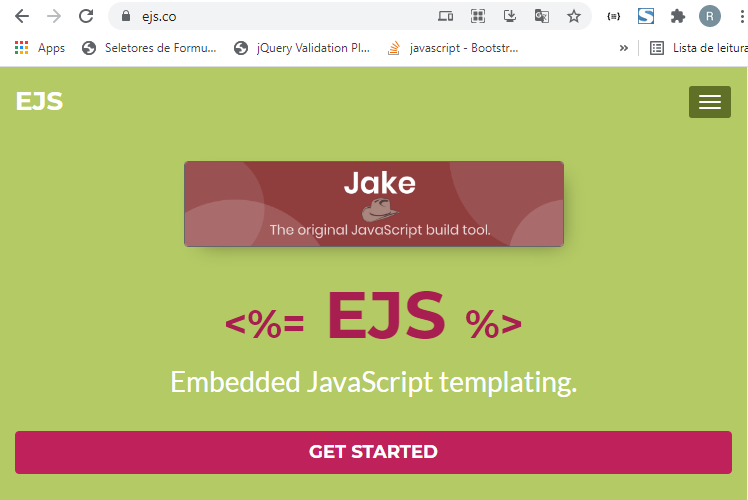 ejs.co
Apps Seletores de Formu... jQuery Validation Pl... javascript - Bootstr... » Lista de leitura
R
EJS
Jake
The original JavaScript build tool.
<%= EJS %>
Embedded JavaScript templating.
GET STARTED